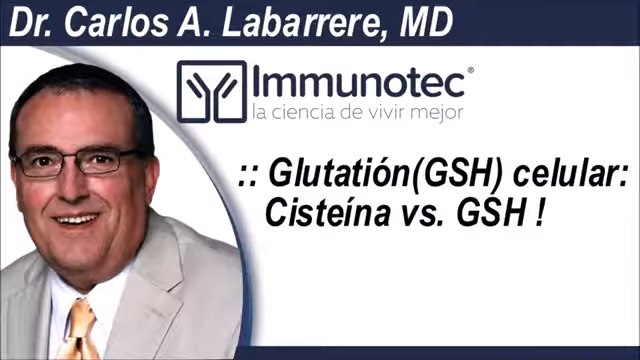 Dr. Carlos A. Labarrere, MD
Immunotec®
la ciencia de vivir mejor
:: Glutatión(GSH) celular:
Cisteína vs. GSH !